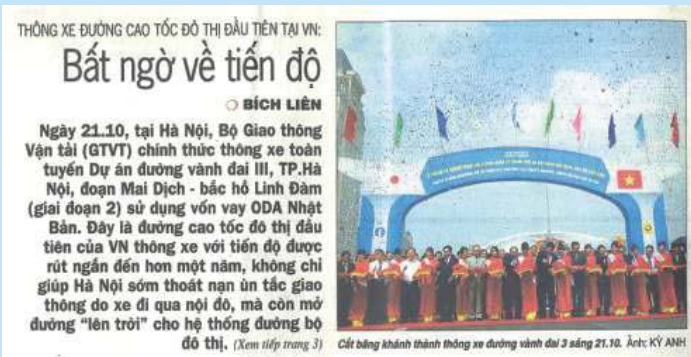 THÔNG XE ĐƯỜNG CAO TỐC ĐÔ THỊ ĐẦU TIÊN TẠI VN:
Bất ngờ về tiến độ
BÍCH LIÊN
Ngày 21.10, tại Hà Nội, Bộ Giao thông
Vận tải (GTVT) chính thức thông xe toàn
tuyến Dự án đường vành đai III, TP.Hà
Nội, đoạn Mai Dịch - bắc hồ Linh Đàm
(giai đoạn 2) sử dụng vốn vay ODA Nhật
Bản. Đây là đường cao tốc đô thị đầu
tiên của VN thông xe với tiến độ được
rút ngắn đến hơn một năm, không chỉ
giúp Hà Nội sớm thoát nạn ùn tắc giao
thông do xe đi qua nội đô, mà còn mở
đường “lên trời” cho hệ thống đường bộ
đô thị. (Xem tiếp trang 3)
Cắt băng khánh thành thông xe đường vành đai 3 sáng 21.10. Ảnh: KỲ ANH